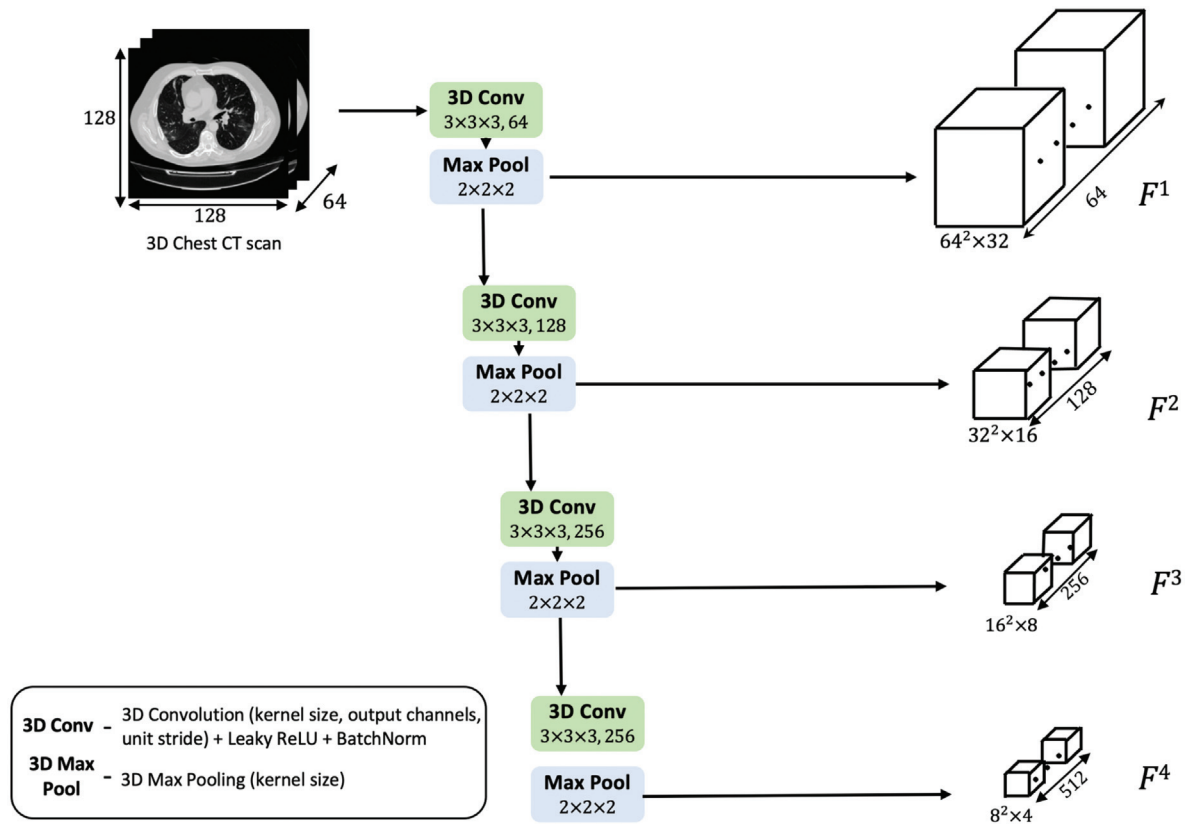 128
128
64
3D Chest CT scan
3D Conv
3×3×3, 64
Max Pool
2×2×2
64
64²×32
F¹
3D Conv
3×3×3, 128
Max Pool
2×2×2
128
32²×16
F²
3D Conv
3×3×3, 256
Max Pool
2×2×2
256
16²×8
F³
3D Conv
3×3×3, 256
Max Pool
2×2×2
512
8²×4
F⁴
3D Conv - 3D Convolution (kernel size, output channels,
unit stride) + Leaky ReLU + BatchNorm
3D Max
Pool - 3D Max Pooling (kernel size)